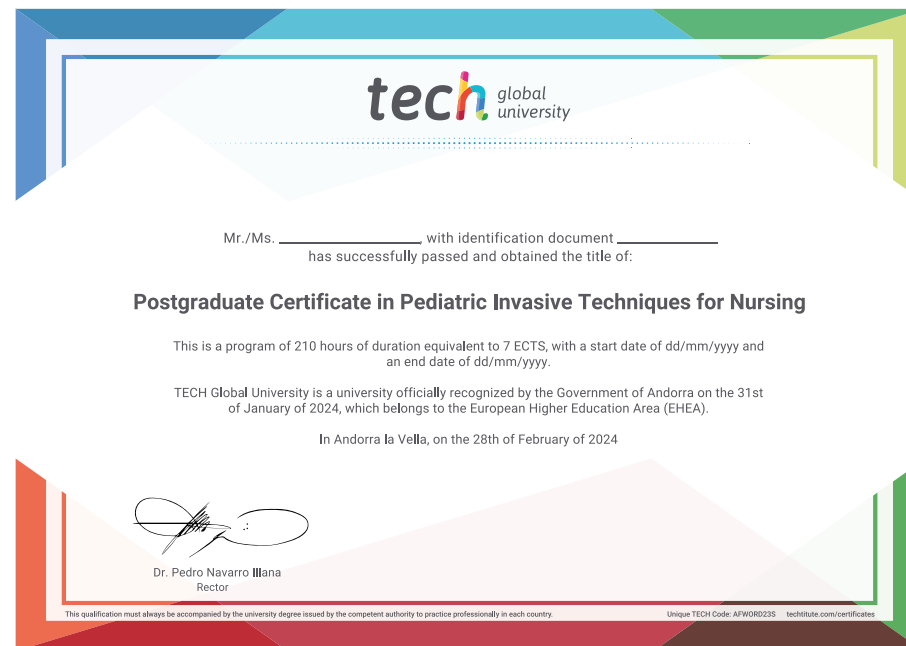 tech global
university
Mr./Ms. ____________________, with identification document ______________
has successfully passed and obtained the title of:
Postgraduate Certificate in Pediatric Invasive Techniques for Nursing
This is a program of 210 hours of duration equivalent to 7 ECTS, with a start date of dd/mm/yyyy and
an end date of dd/mm/yyyy.
TECH Global University is a university officially recognized by the Government of Andorra on the 31st
of January of 2024, which belongs to the European Higher Education Area (EHEA).
In Andorra la Vella, on the 28th of February of 2024
Dr. Pedro Navarro Illana
Rector
This qualification must always be accompanied by the university degree issued by the competent authority to practice professionally in each country. Unique TECH Code: AFWORD23S techtitute.com/certificates